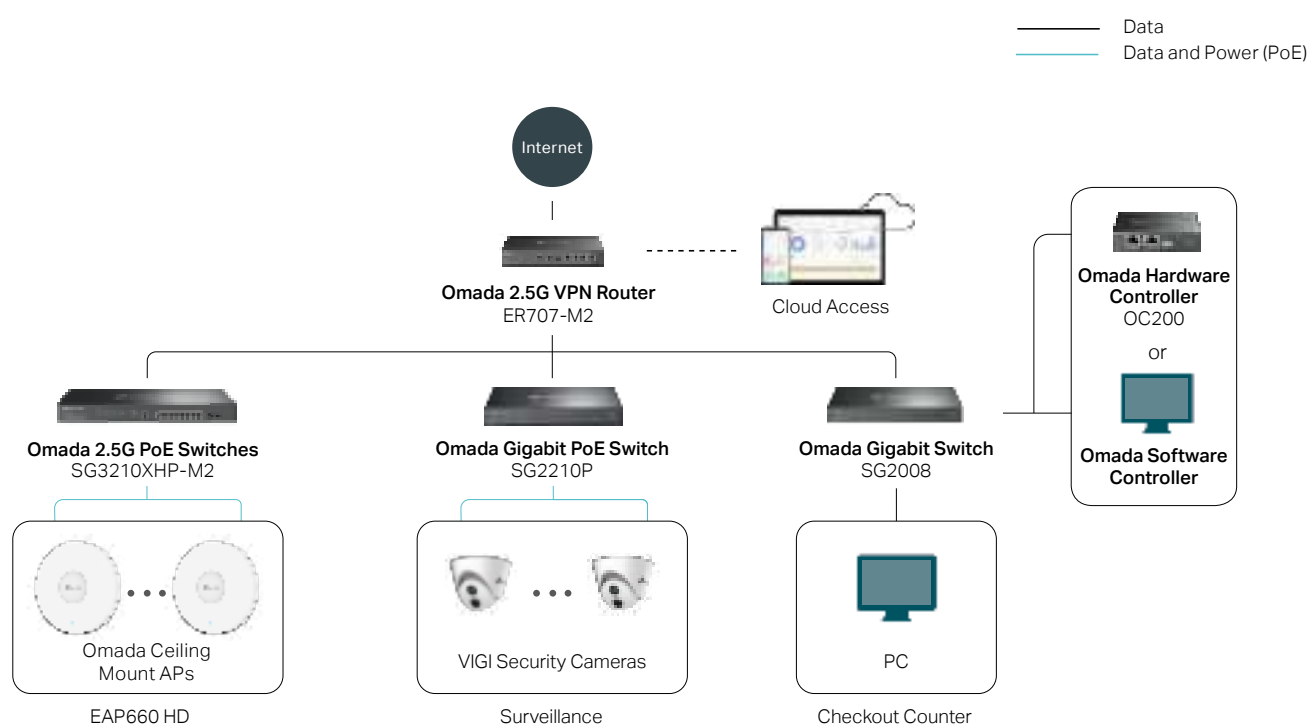 Data
Data and Power (PoE)
Internet
Omada 2.5G VPN Router
ER707-M2
Cloud Access
Omada Hardware
Controller
OC200
or
Omada Software
Controller
Omada 2.5G PoE Switches
SG3210XHP-M2
Omada Gigabit PoE Switch
SG2210P
Omada Gigabit Switch
SG2008
Omada Ceiling
Mount APs
VIGI Security Cameras
PC
EAP660 HD
Surveillance
Checkout Counter